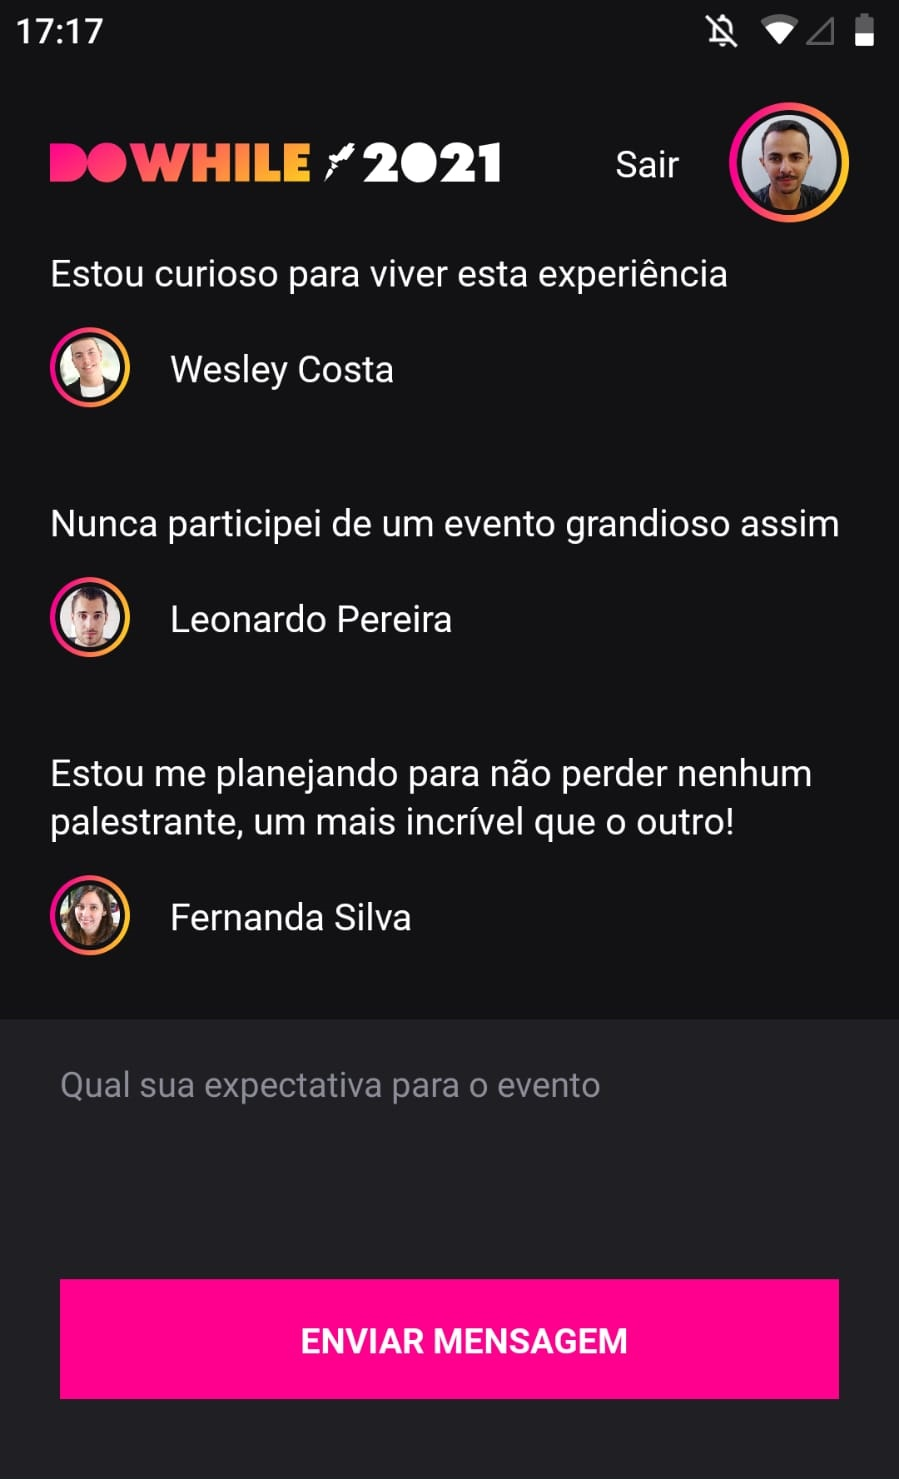 17:17
DOWHILE 2021
Sair
Estou curioso para viver esta experiência
Wesley Costa
Nunca participei de um evento grandioso assim
Leonardo Pereira
Estou me planejando para não perder nenhum
palestrante, um mais incrível que o outro!
Fernanda Silva
Qual sua expectativa para o evento
ENVIAR MENSAGEM